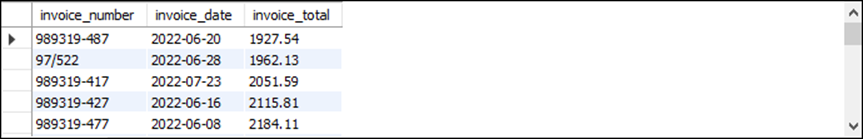 invoice_number invoice_date invoice_total
989319-487 2022-06-20 1927.54
97/522 2022-06-28 1962.13
989319-417 2022-07-23 2051.59
989319-427 2022-06-16 2115.81
989319-477 2022-06-08 2184.11